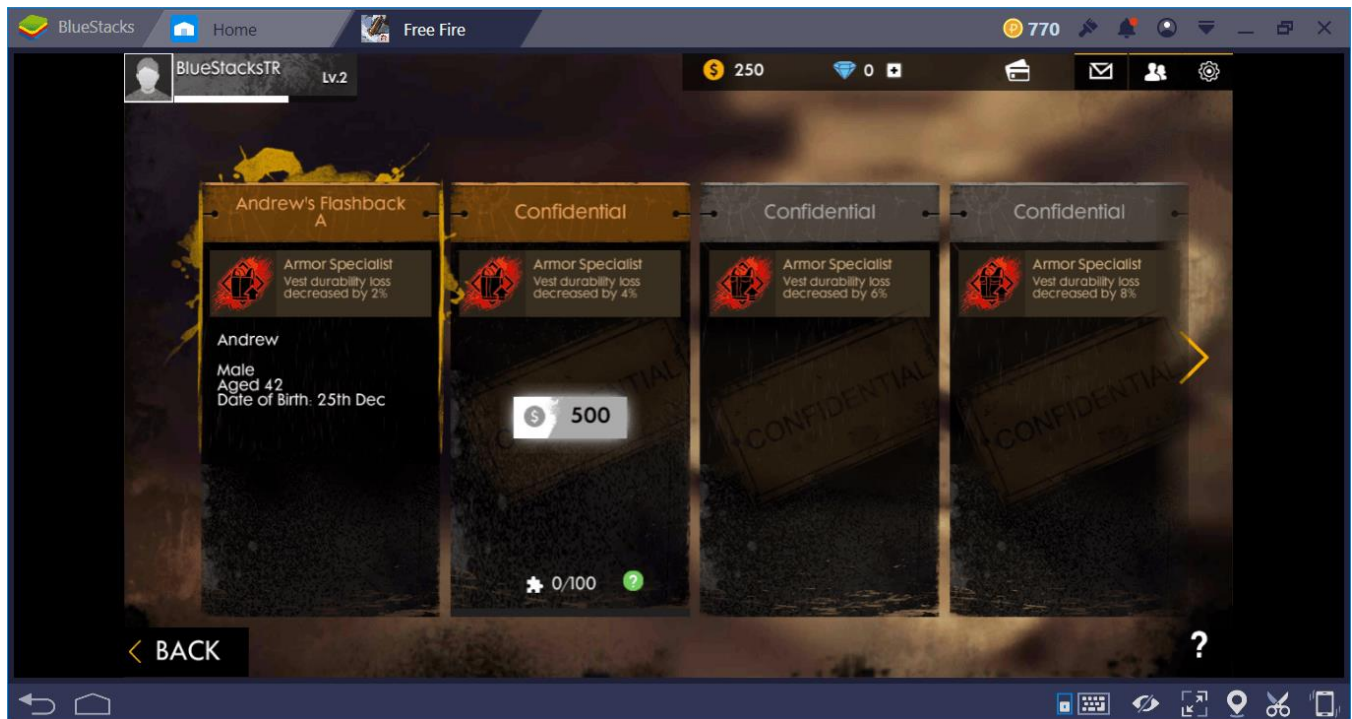 BlueStacks Home Free Fire 770
BlueStacksTR Lv.2 250 0
Andrew's Flashback
A
Armor Specialist
Vest durability loss
decreased by 2%
Andrew
Male
Aged 42
Date of Birth: 25th Dec
Confidential
Armor Specialist
Vest durability loss
decreased by 4%
CONFIDENTIAL
500
0/100 ?
Confidential
Armor Specialist
Vest durability loss
decreased by 6%
CONFIDENTIAL
Confidential
Armor Specialist
Vest durability loss
decreased by 8%
CONFIDENTIAL
BACK ?